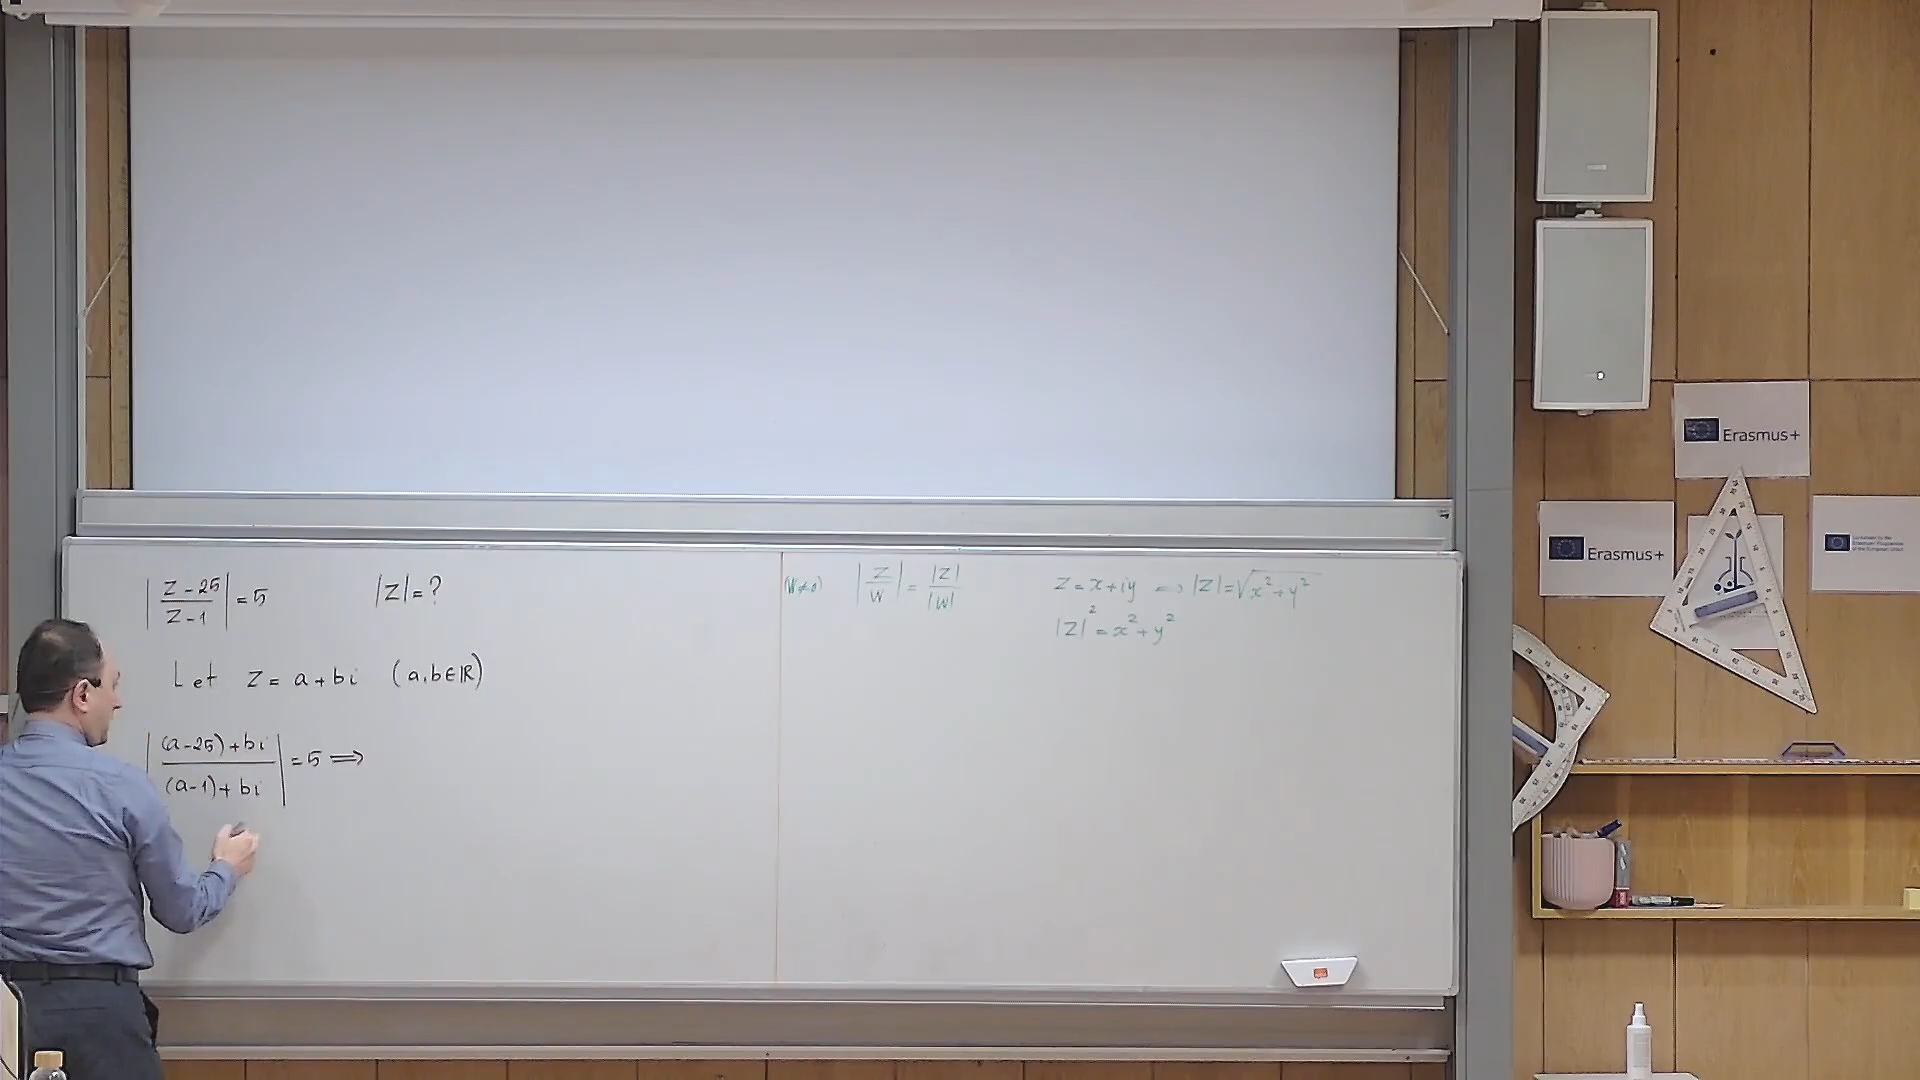 |(z-25)/(z-1)| = 5    |z| = ?
Let z = a + bi (a, b ∈ ℝ)
|((a-25)+bi)/((a-1)+bi)| = 5 ⟹
(w≠0) |z/w| = |z|/|w|
z = x + iy ⟹ |z| = √(x² + y²)
|z|² = x² + y²
Erasmus+
Erasmus+